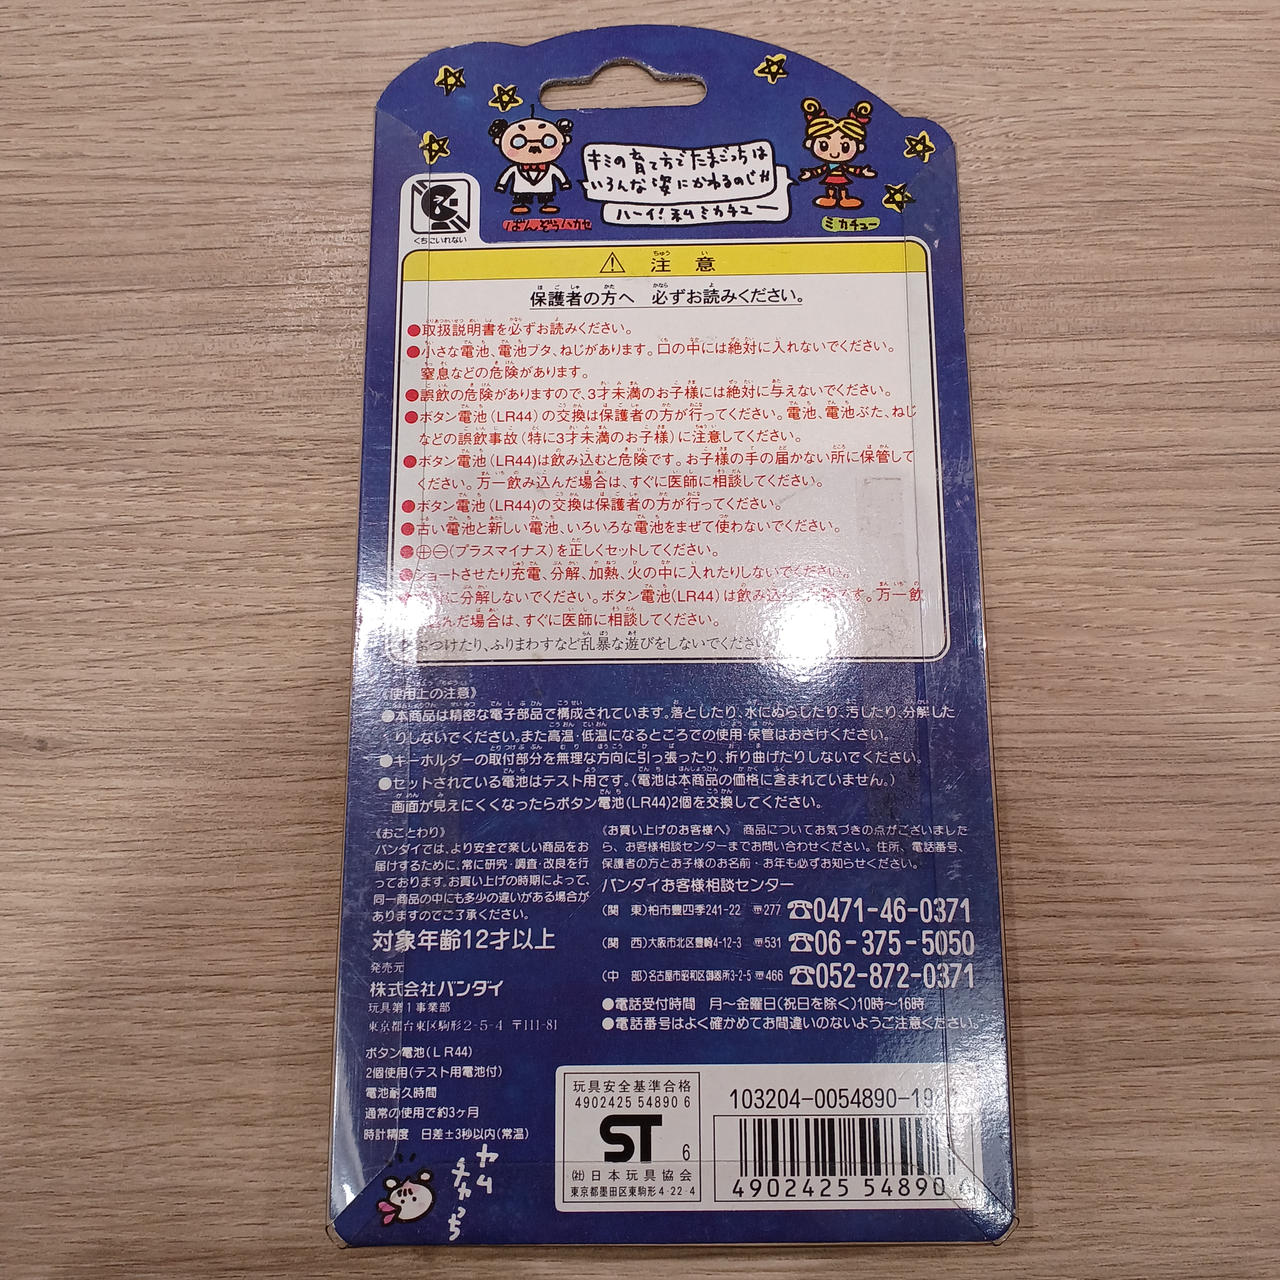 キミの育て方でたまごっちは
いろんな姿にかわるのじゃ
ハーイ!私ミカチュー
ばんぞうハカセ
ミカチュー
くちにいれない
⚠ 注意
保護者の方へ 必ずお読みください。
●取扱説明書を必ずお読みください。
●小さな電池、電池ブタ、ねじがあります。口の中には絶対に入れないでください。
窒息などの危険があります。
●誤飲の危険がありますので、3才未満のお子様には絶対に与えないでください。
●ボタン電池(LR44)の交換は保護者の方が行ってください。電池、電池ぶた、ねじ
などの誤飲事故(特に3才未満のお子様)に注意してください。
●ボタン電池(LR44)は飲み込むと危険です。お子様の手の届かない所に保管して
ください。万一飲み込んだ場合は、すぐに医師に相談してください。
●ボタン電池(LR44)の交換は保護者の方が行ってください。
●古い電池と新しい電池、いろいろな電池をまぜて使わないでください。
●⊕⊖(プラスマイナス)を正しくセットしてください。
●ショートさせたり充電、分解、加熱、火の中に入れたりしないでください。
に分解しないでください。ボタン電池(LR44)は飲み込 です。万一飲
んだ場合は、すぐに医師に相談してください。
ぶつけたり、ふりまわすなど乱暴な遊びをしないでくださ
《使用上の注意》
●本商品は精密な電子部品で構成されています。落としたり、水にぬらしたり、汚したり、分解した
りしないでください。また高温・低温になるところでの使用・保管はおさけください。
●キーホルダーの取付部分を無理な方向に引っ張ったり、折り曲げたりしないでください。
●セットされている電池はテスト用です。(電池は本商品の価格に含まれていません。)
画面が見えにくくなったらボタン電池(LR44)2個を交換してください。
《おことわり》
バンダイでは、より安全で楽しい商品をお
届けするために、常に研究・調査・改良を行
っております。お買い上げの時期によって、
同一商品の中にも多少の違いがある場合が
ありますのでご了承ください。
対象年齢12才以上
発売元
株式会社バンダイ
玩具第1事業部
東京都台東区駒形2-5-4 〒111-81
ボタン電池(LR44)
2個使用(テスト用電池付)
電池耐久時間
通常の使用で約3ヶ月
時計精度 日差±3秒以内(常温)
《お買い上げのお客様へ》 商品についてお気づきの点がございました
ら、お客様相談センターまでお問い合わせください。住所、電話番号、
保護者の方とお子様のお名前・お年も必ずお知らせください。
バンダイお客様相談センター
(関 東)柏市豊四季241-22 〒277 ☎0471-46-0371
(関 西)大阪市北区豊崎4-12-3 〒531 ☎06-375-5050
(中 部)名古屋市昭和区御器所3-2-5 〒466 ☎052-872-0371
●電話受付時間 月〜金曜日(祝日を除く)10時〜16時
●電話番号はよく確かめてお間違いのないようご注意ください。
玩具安全基準合格
4902425 54890 6
ST 6
(社)日本玩具協会
東京都墨田区東駒形4-22-4
103204-0054890-19
4902425 54890 6
ヤム
チャっち